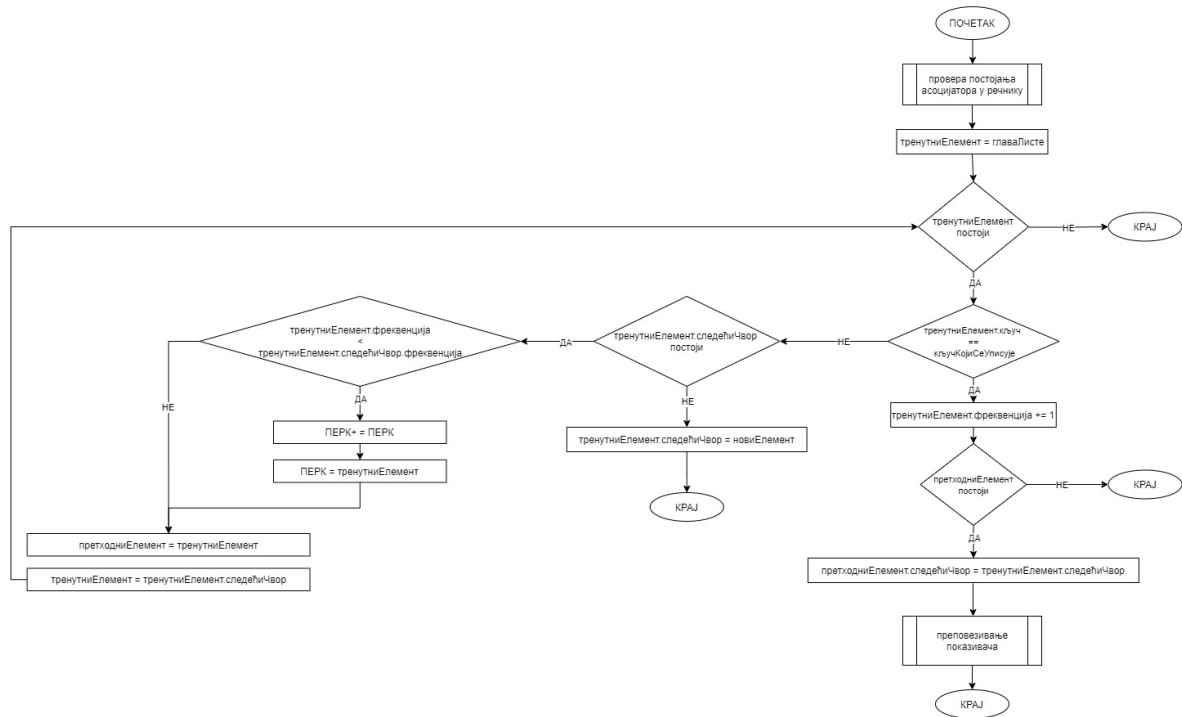 ПОЧЕТАК
провера постојања
асоцијатора у речнику
тренутниЕлемент = главаЛисте
тренутниЕлемент
постоји
НЕ
КРАЈ
ДА
тренутниЕлемент.кључ
==
кључКојиСеУписује
НЕ
тренутниЕлемент.следећиЧвор
постоји
ДА
тренутниЕлемент.фреквенција
<
тренутниЕлемент.следећиЧвор.фреквенција
НЕ
ДА
ПЕРК+ = ПЕРК
ПЕРК = тренутниЕлемент
претходниЕлемент = тренутниЕлемент
тренутниЕлемент = тренутниЕлемент.следећиЧвор
НЕ
тренутниЕлемент.следећиЧвор = новиЕлемент
КРАЈ
ДА
тренутниЕлемент.фреквенција += 1
претходниЕлемент
постоји
НЕ
КРАЈ
ДА
претходниЕлемент.следећиЧвор = тренутниЕлемент.следећиЧвор
преповезивање
показивача
КРАЈ